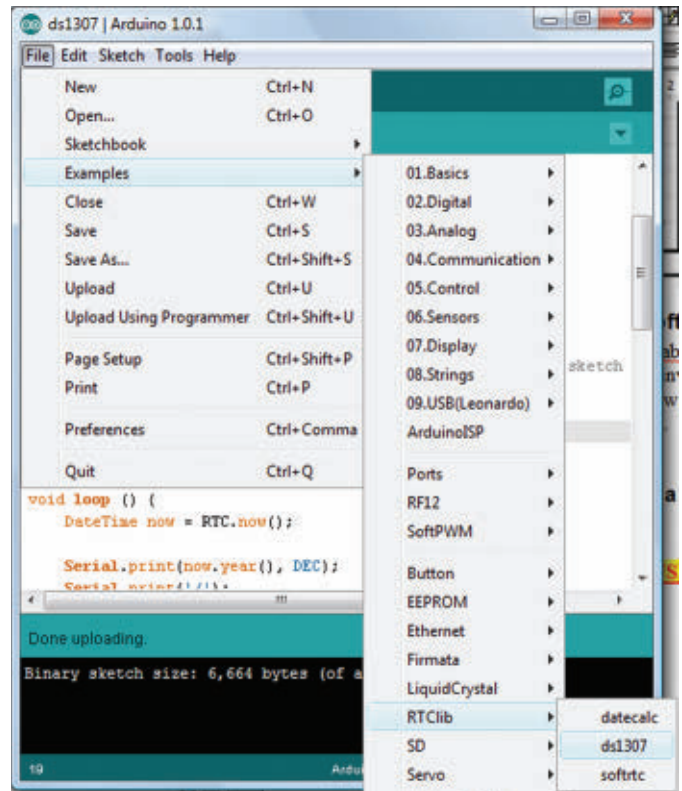 ds1307 | Arduino 1.0.1
File Edit Sketch Tools Help
New Ctrl+N
Open... Ctrl+O
Sketchbook
Examples
Close Ctrl+W
Save Ctrl+S
Save As... Ctrl+Shift+S
Upload Ctrl+U
Upload Using Programmer Ctrl+Shift+U
Page Setup Ctrl+Shift+P
Print Ctrl+P
Preferences Ctrl+Comma
Quit Ctrl+Q
01.Basics
02.Digital
03.Analog
04.Communication
05.Control
06.Sensors
07.Display
08.Strings
09.USB(Leonardo)
ArduinoISP
Ports
RF12
SoftPWM
Button
EEPROM
Ethernet
Firmata
LiquidCrystal
RTClib
SD
Servo
datecalc
ds1307
softrtc
sketch
void loop () {
DateTime now = RTC.now();
Serial.print(now.year(), DEC);
Serial.print('/');
Done uploading.
Binary sketch size: 6,664 bytes (of a
19 Ardui